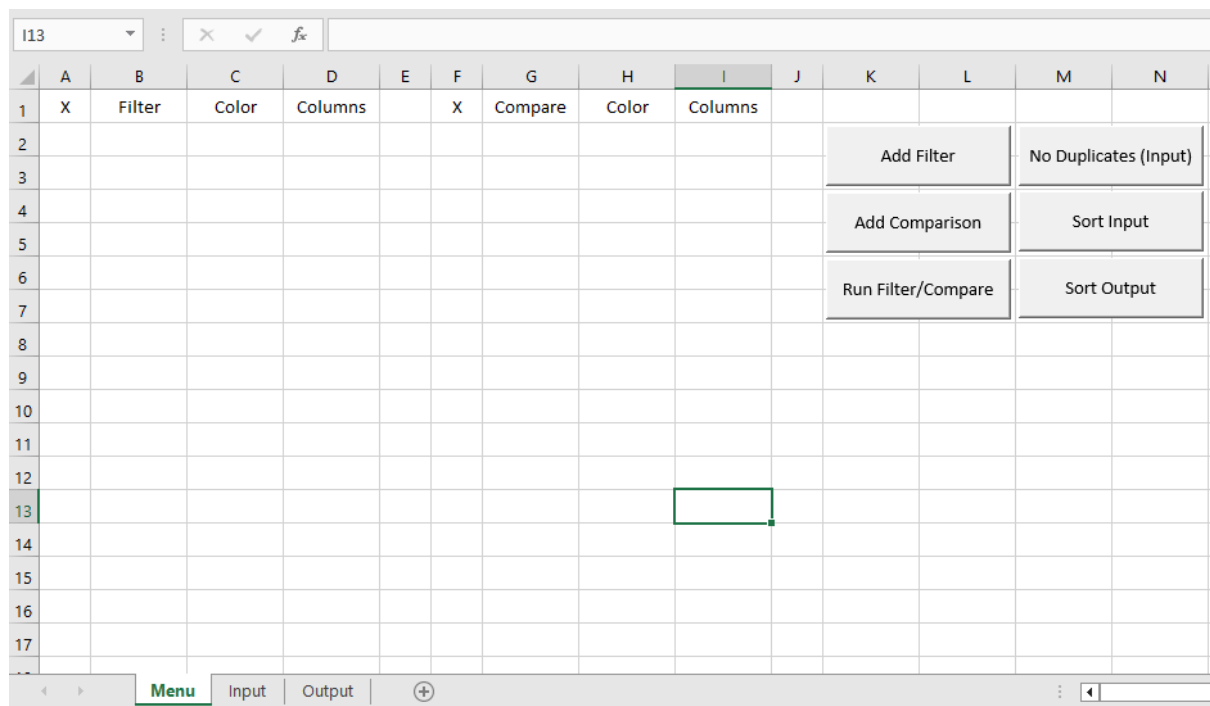 I13 fx
A B C D E F G H I J K L M N
1 X Filter Color Columns X Compare Color Columns
2 Add Filter No Duplicates (Input)
3
4 Add Comparison Sort Input
5
6 Run Filter/Compare Sort Output
7
8
9
10
11
12
13
14
15
16
17
Menu Input Output